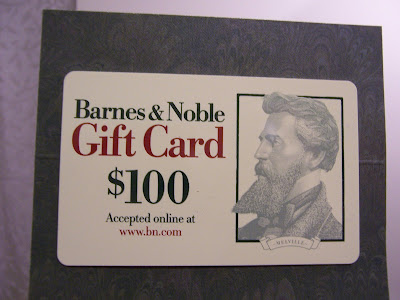 Barnes & Noble
Gift Card
$100
Accepted online at
www.bn.com
MELVILLE